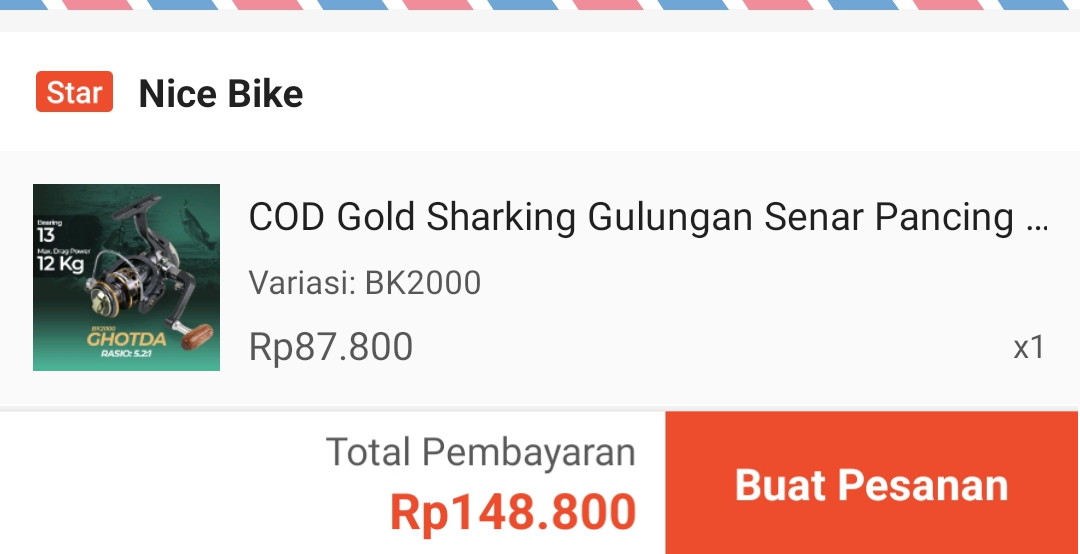 Star Nice Bike
COD Gold Sharking Gulungan Senar Pancing ...
Bearing
13
Max. Drag Power
12 Kg
BK2000
GHOTDA
RASIO: 5.2:1
Variasi: BK2000
Rp87.800 x1
Total Pembayaran
Rp148.800
Buat Pesanan